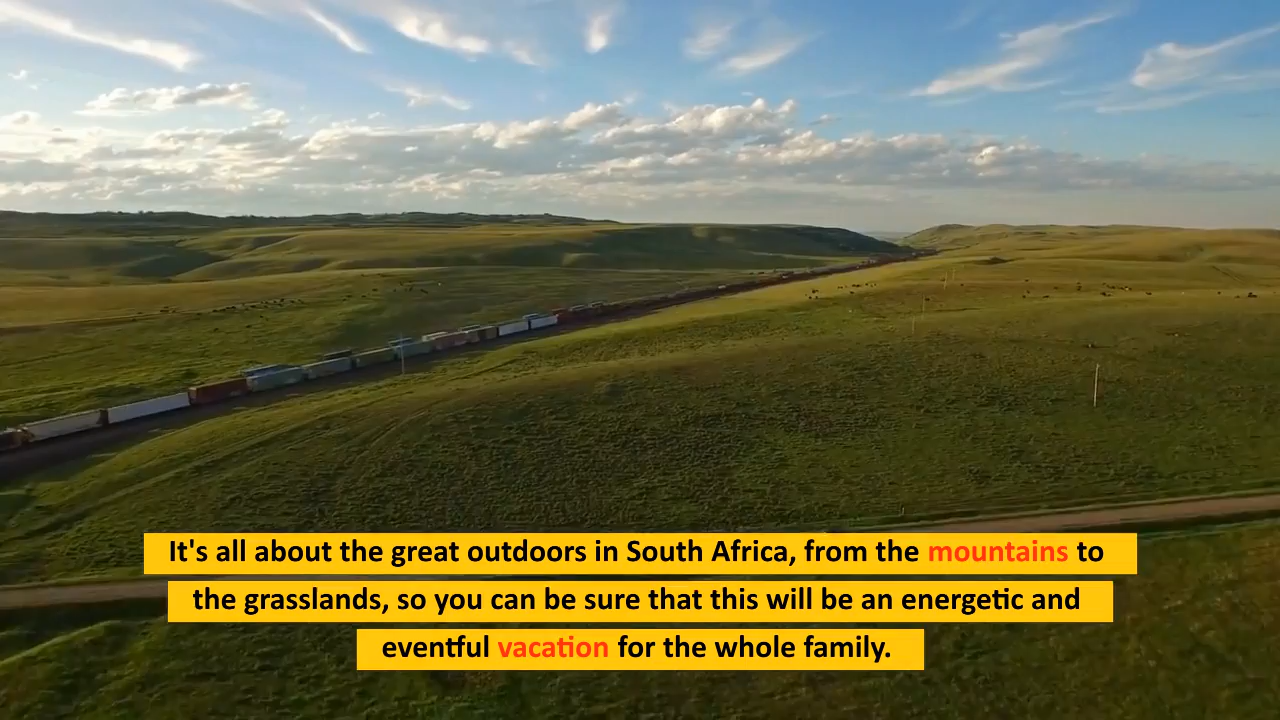 It's all about the great outdoors in South Africa, from the mountains to
the grasslands, so you can be sure that this will be an energetic and
eventful vacation for the whole family.